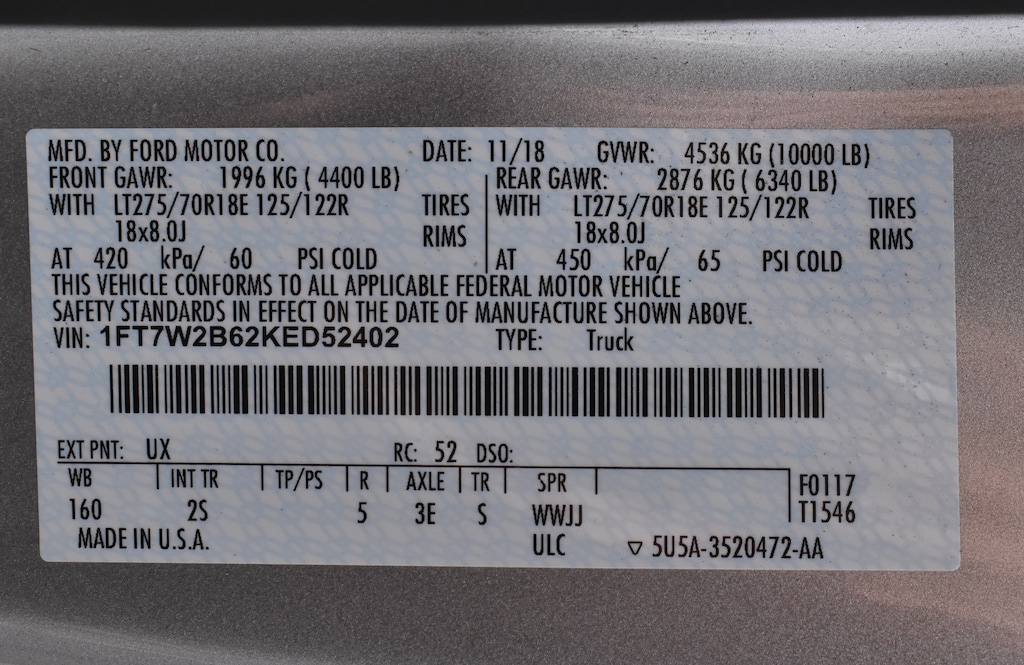 MFD. BY FORD MOTOR CO. DATE: 11/18 GVWR: 4536 KG (10000 LB)
FRONT GAWR: 1996 KG ( 4400 LB) REAR GAWR: 2876 KG ( 6340 LB)
WITH LT275/70R18E 125/122R TIRES WITH LT275/70R18E 125/122R TIRES
18x8.0J RIMS 18x8.0J RIMS
AT 420 kPa/ 60 PSI COLD AT 450 kPa/ 65 PSI COLD
THIS VEHICLE CONFORMS TO ALL APPLICABLE FEDERAL MOTOR VEHICLE
SAFETY STANDARDS IN EFFECT ON THE DATE OF MANUFACTURE SHOWN ABOVE.
VIN: 1FT7W2B62KED52402 TYPE: Truck
EXT PNT: UX RC: 52 DSO:
WB INT TR TP/PS R AXLE TR SPR F0117
160 2S 5 3E S WWJJ T1546
MADE IN U.S.A. ULC ▽ 5U5A-3520472-AA